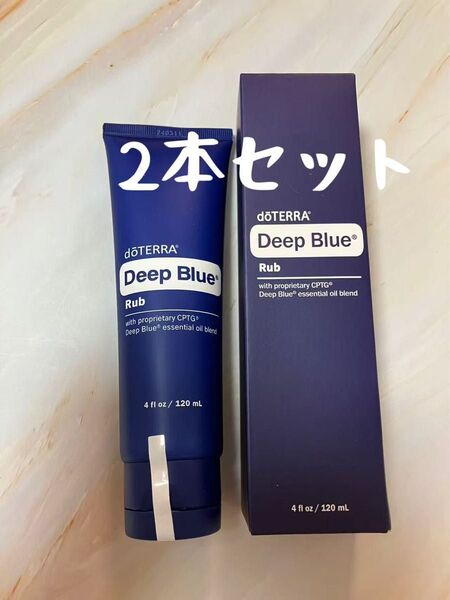 2本セット
dōTERRA®
Deep Blue®
Rub
with proprietary CPTG®
Deep Blue® essential oil blend
4 fl oz / 120 mL
dōTERRA®
Deep Blue®
Rub
with proprietary CPTG®
Deep Blue® essential oil blend
4 fl oz / 120 mL